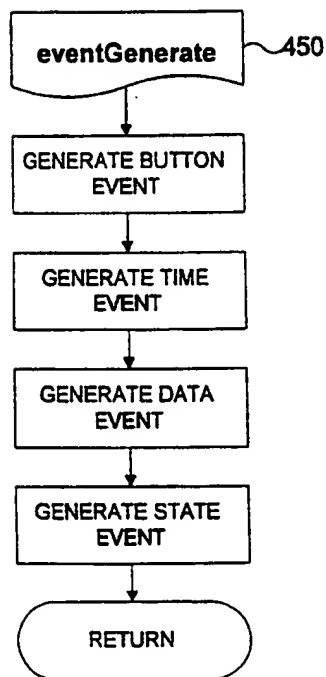 eventGenerate
450
GENERATE BUTTON
EVENT
GENERATE TIME
EVENT
GENERATE DATA
EVENT
GENERATE STATE
EVENT
RETURN